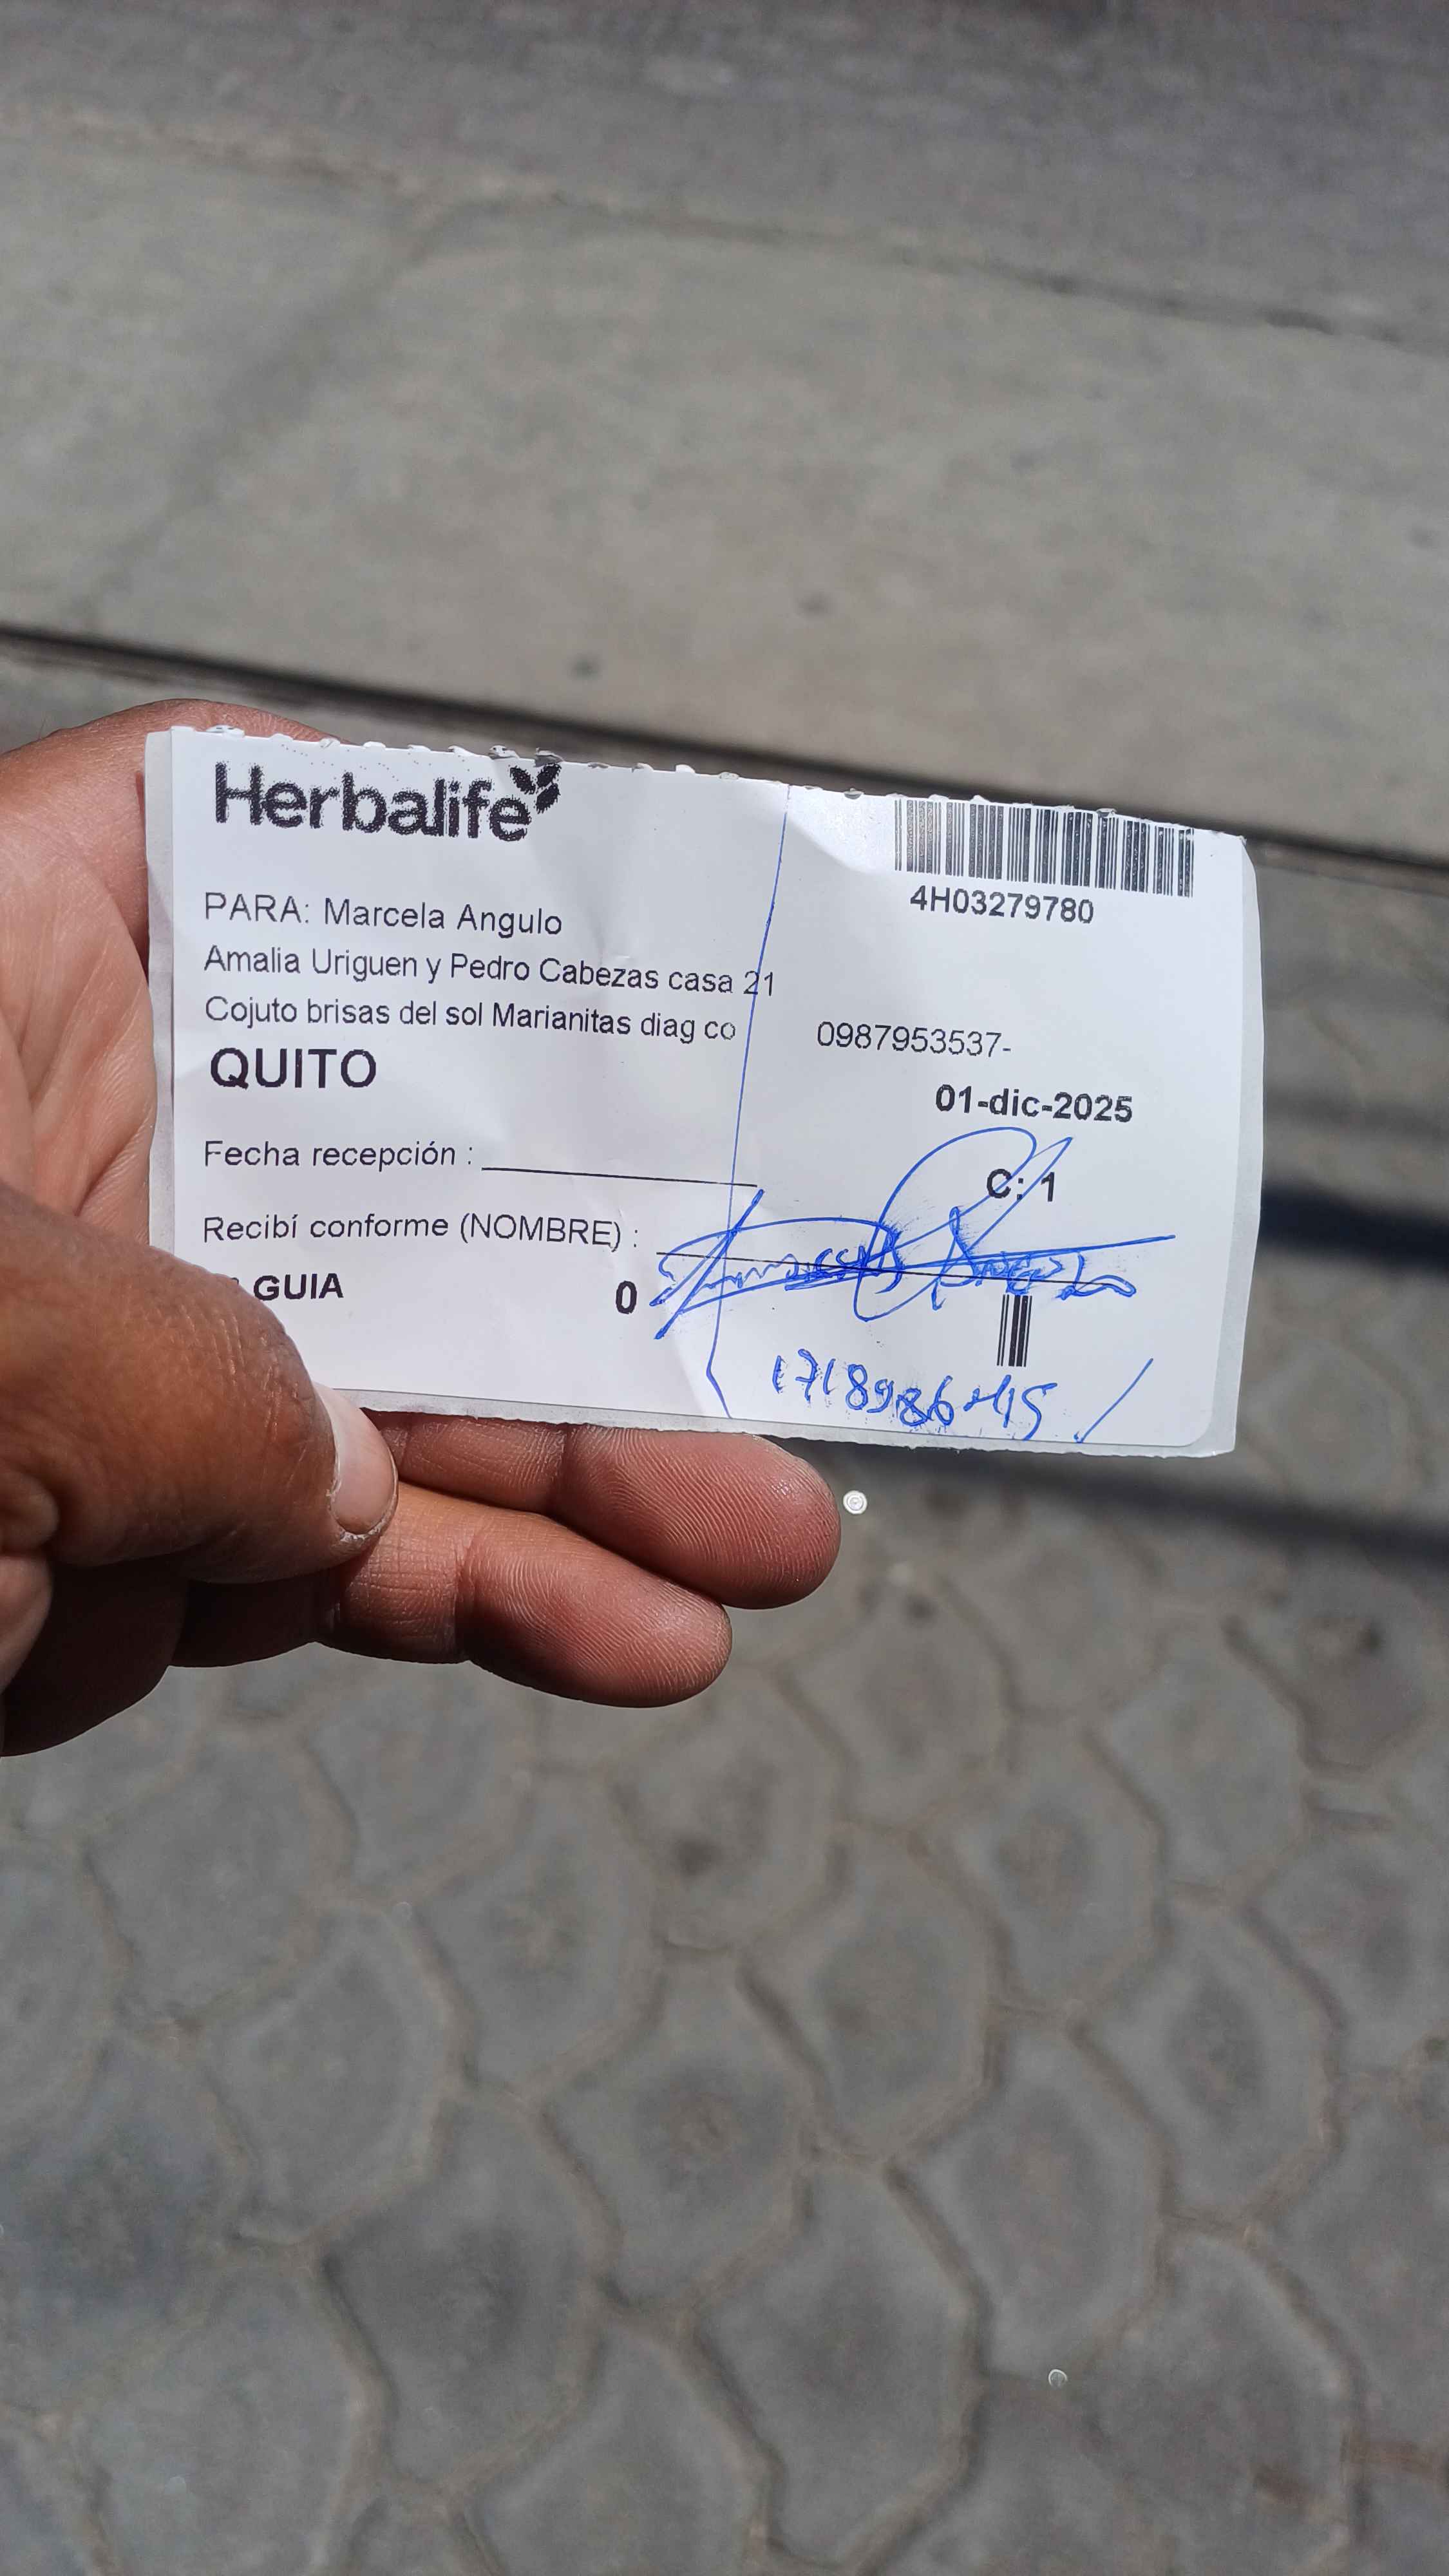 Herbalife
4H03279780
PARA: Marcela Angulo
Amalia Uriguen y Pedro Cabezas casa 21
Cojuto brisas del sol Marianitas diag co
0987953537-
QUITO
01-dic-2025
Fecha recepción :
C: 1
Recibí conforme (NOMBRE) :
GUIA 0